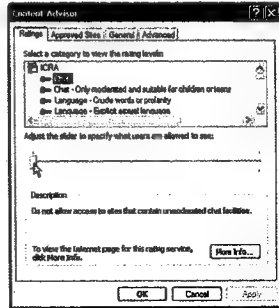 Content Advisor
Ratings Approved Sites General Advanced
Select a category to view the rating levels:
ICRA
Chat
Chat - Only moderated and suitable for children or teens
Language - Crude words or profanity
Language - Explicit sexual language
Adjust the slider to specify what users are allowed to see:
Description
Do not allow access to sites that contain unmoderated chat facilities.
To view the Internet page for this rating service,
click More Info.
More Info...
OK Cancel Apply